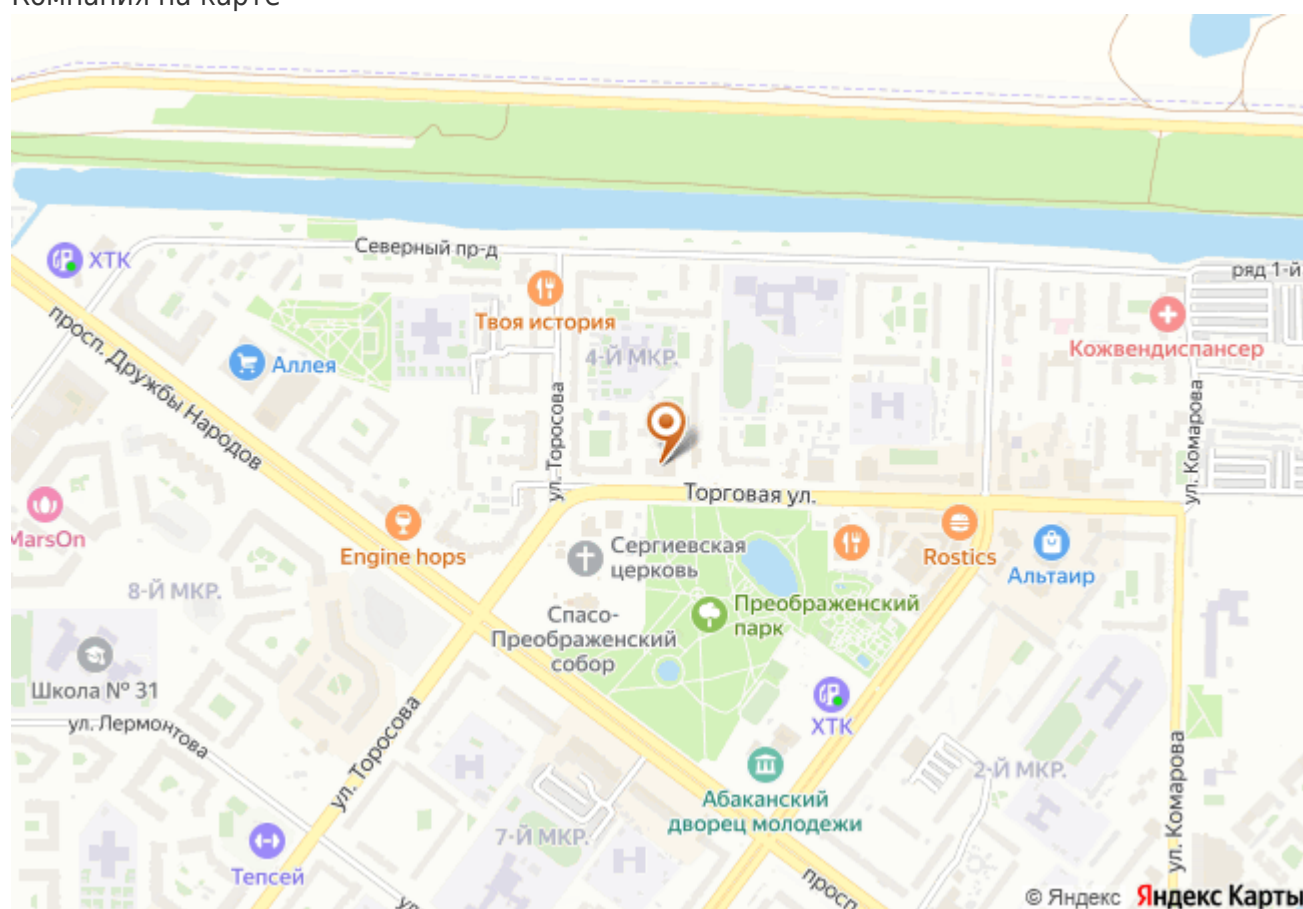 Компания на карте
Северный пр-д
ряд 1-й
ХТК
Твоя история
Кожвендиспансер
4-Й МКР.
просп. Дружбы Народов
Аллея
ул. Торосова
ул. Комарова
Торговая ул.
MarsOn
Engine hops
Сергиевская
церковь
Rostics
Альтаир
8-Й МКР.
Преображенский
парк
Спасо-
Преображенский
собор
Школа № 31
ул. Лермонтова
ХТК
ул. Торосова
2-Й МКР.
ул. Комарова
Абаканский
дворец молодежи
7-Й МКР.
Тепсей
просп
ул
© Яндекс Яндекс Карты